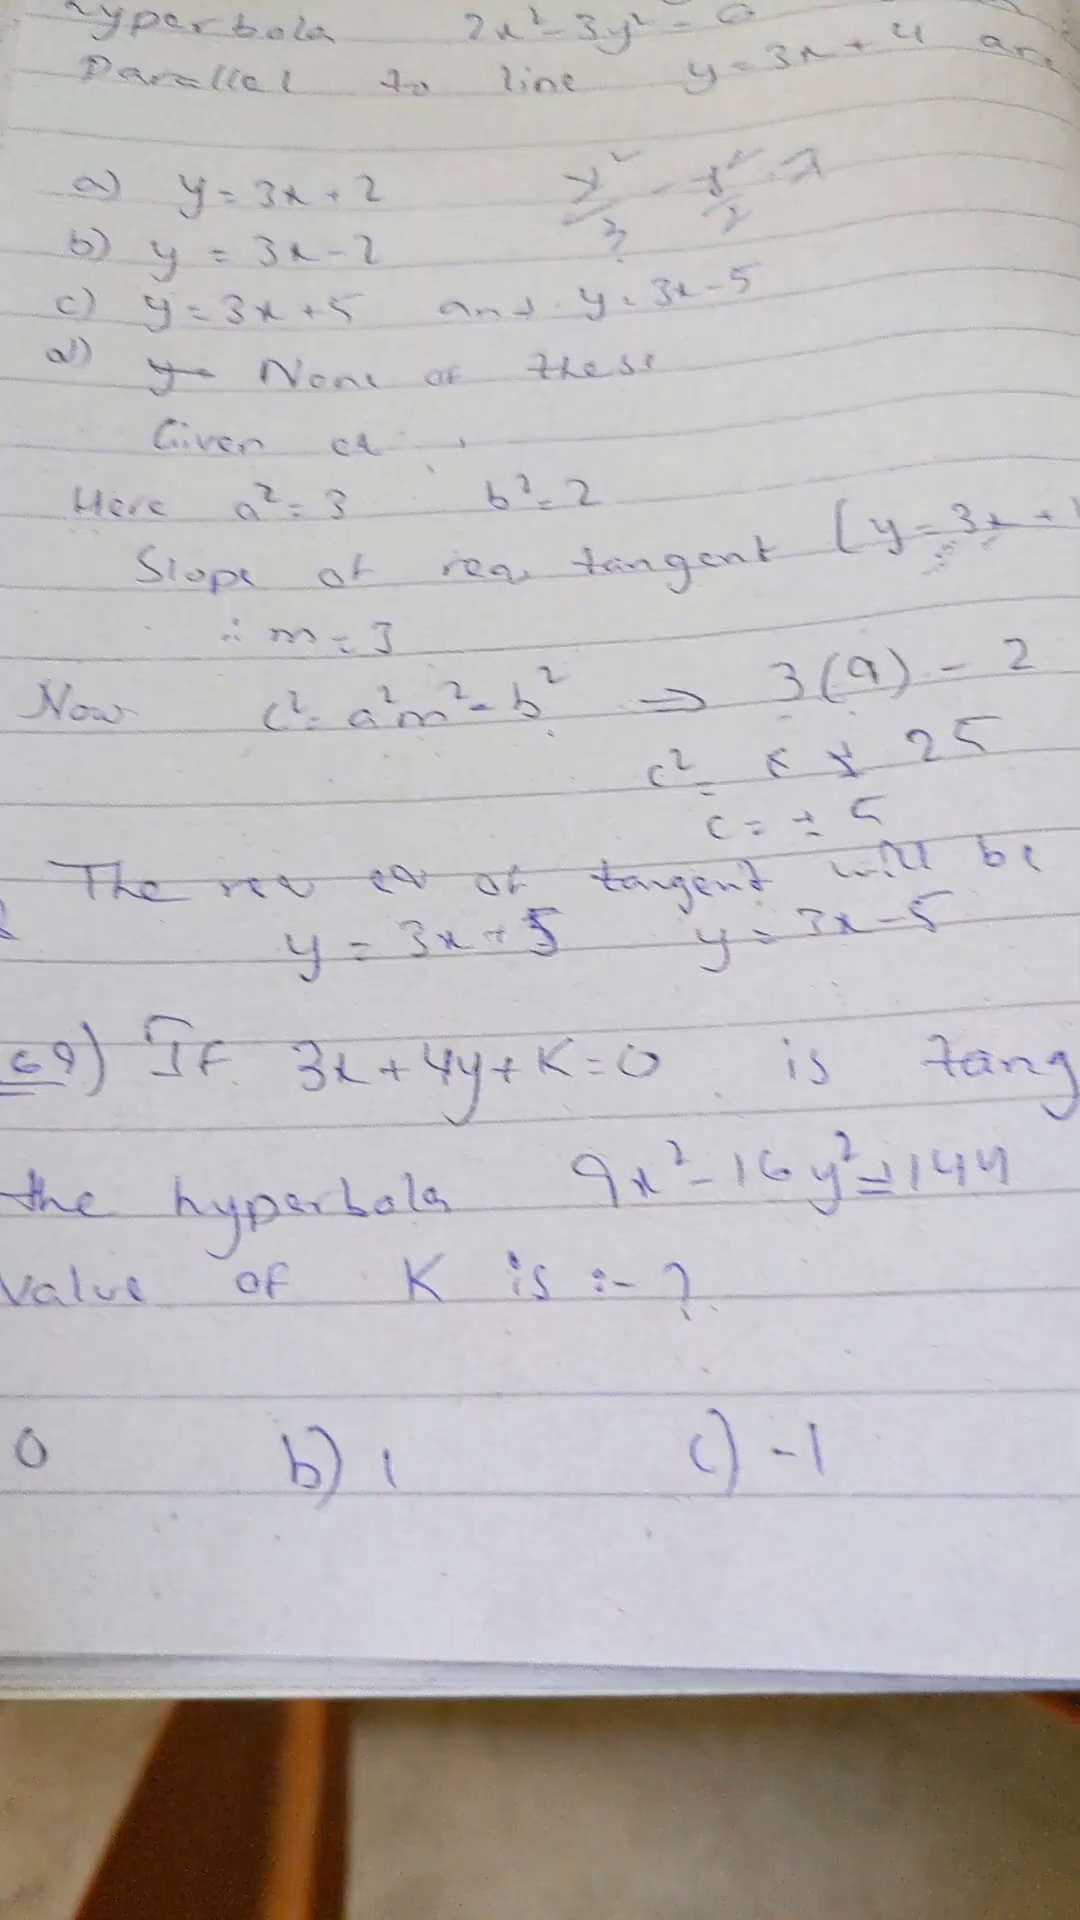 hyperbola 2x² - 3y² = 6
Parallel to line y = 3x + 4 are
a) y = 3x + 2
b) y = 3x - 2
c) y = 3x + 5 and y = 3x - 5
d) None of these
Given
Here a² = 3 b² = 2
Slope of req tangent (y = 3x +
∴ m = 3
Now c² = a²m² - b² ⇒ 3(9) - 2
c² = 25
c = ± 5
The req eq of tangent will be
y = 3x + 5 y = 3x - 5
69) If 3x + 4y + K = 0 is tang
the hyperbola 9x² - 16y² = 144
value of K is :- ?
0 b) 1 c) -1